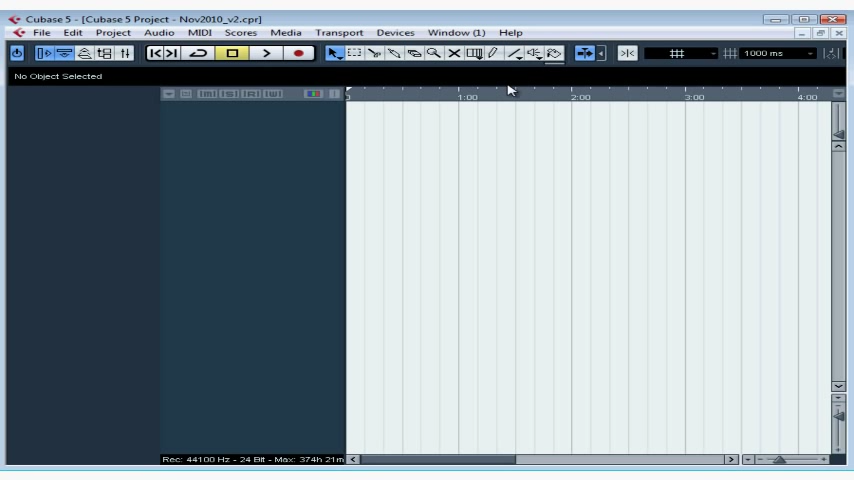 Cubase 5 - [Cubase 5 Project - Nov2010_v2.cpr]
File Edit Project Audio MIDI Scores Media Transport Devices Window (1) Help
1000 ms
No Object Selected
[m] [S] [R] [W]
1:00 2:00 3:00 4:00
Rec: 44100 Hz - 24 Bit - Max: 374h 21m